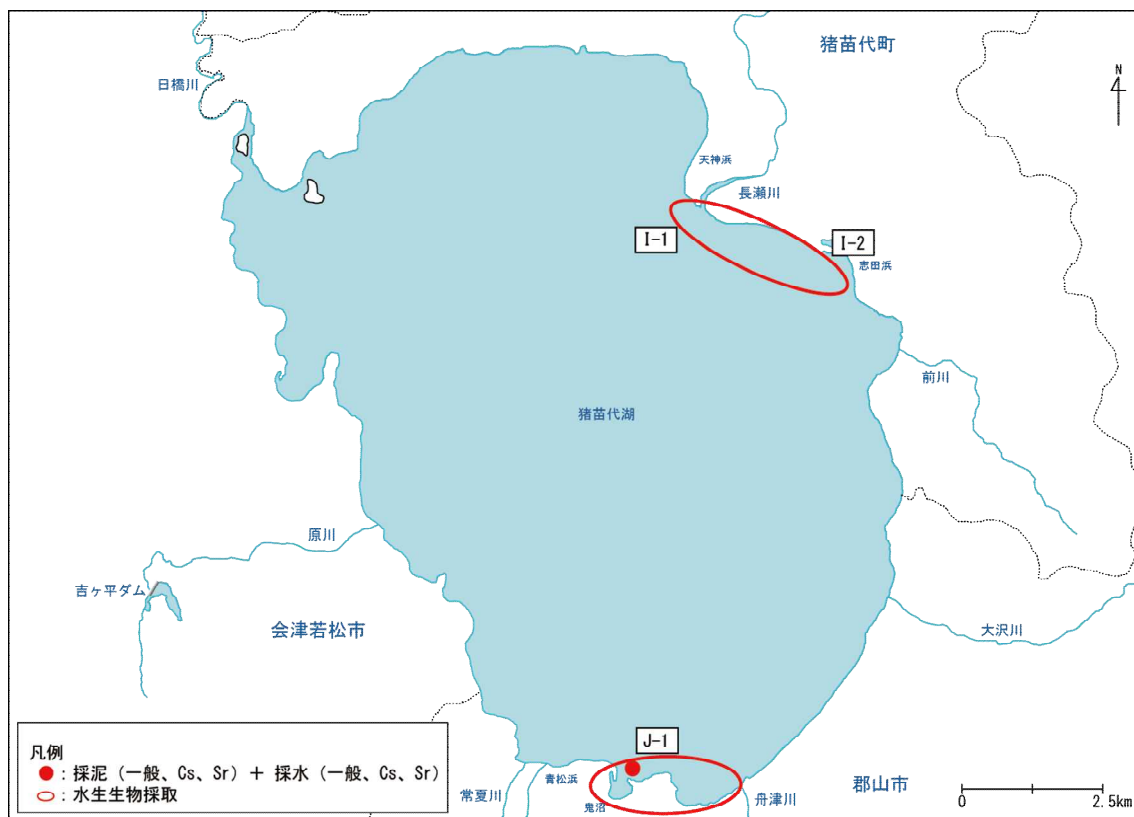 猪苗代町
日橋川
4
天神浜
長瀬川
I-1
I-2
志田浜
前川
猪苗代湖
原川
吉ヶ平ダム
会津若松市
大沢川
J-1
凡例
：採泥（一般、Cs、Sr）＋ 採水（一般、Cs、Sr）
：水生生物採取
青松浜
常夏川
鬼沼
舟津川
郡山市
0 2.5km